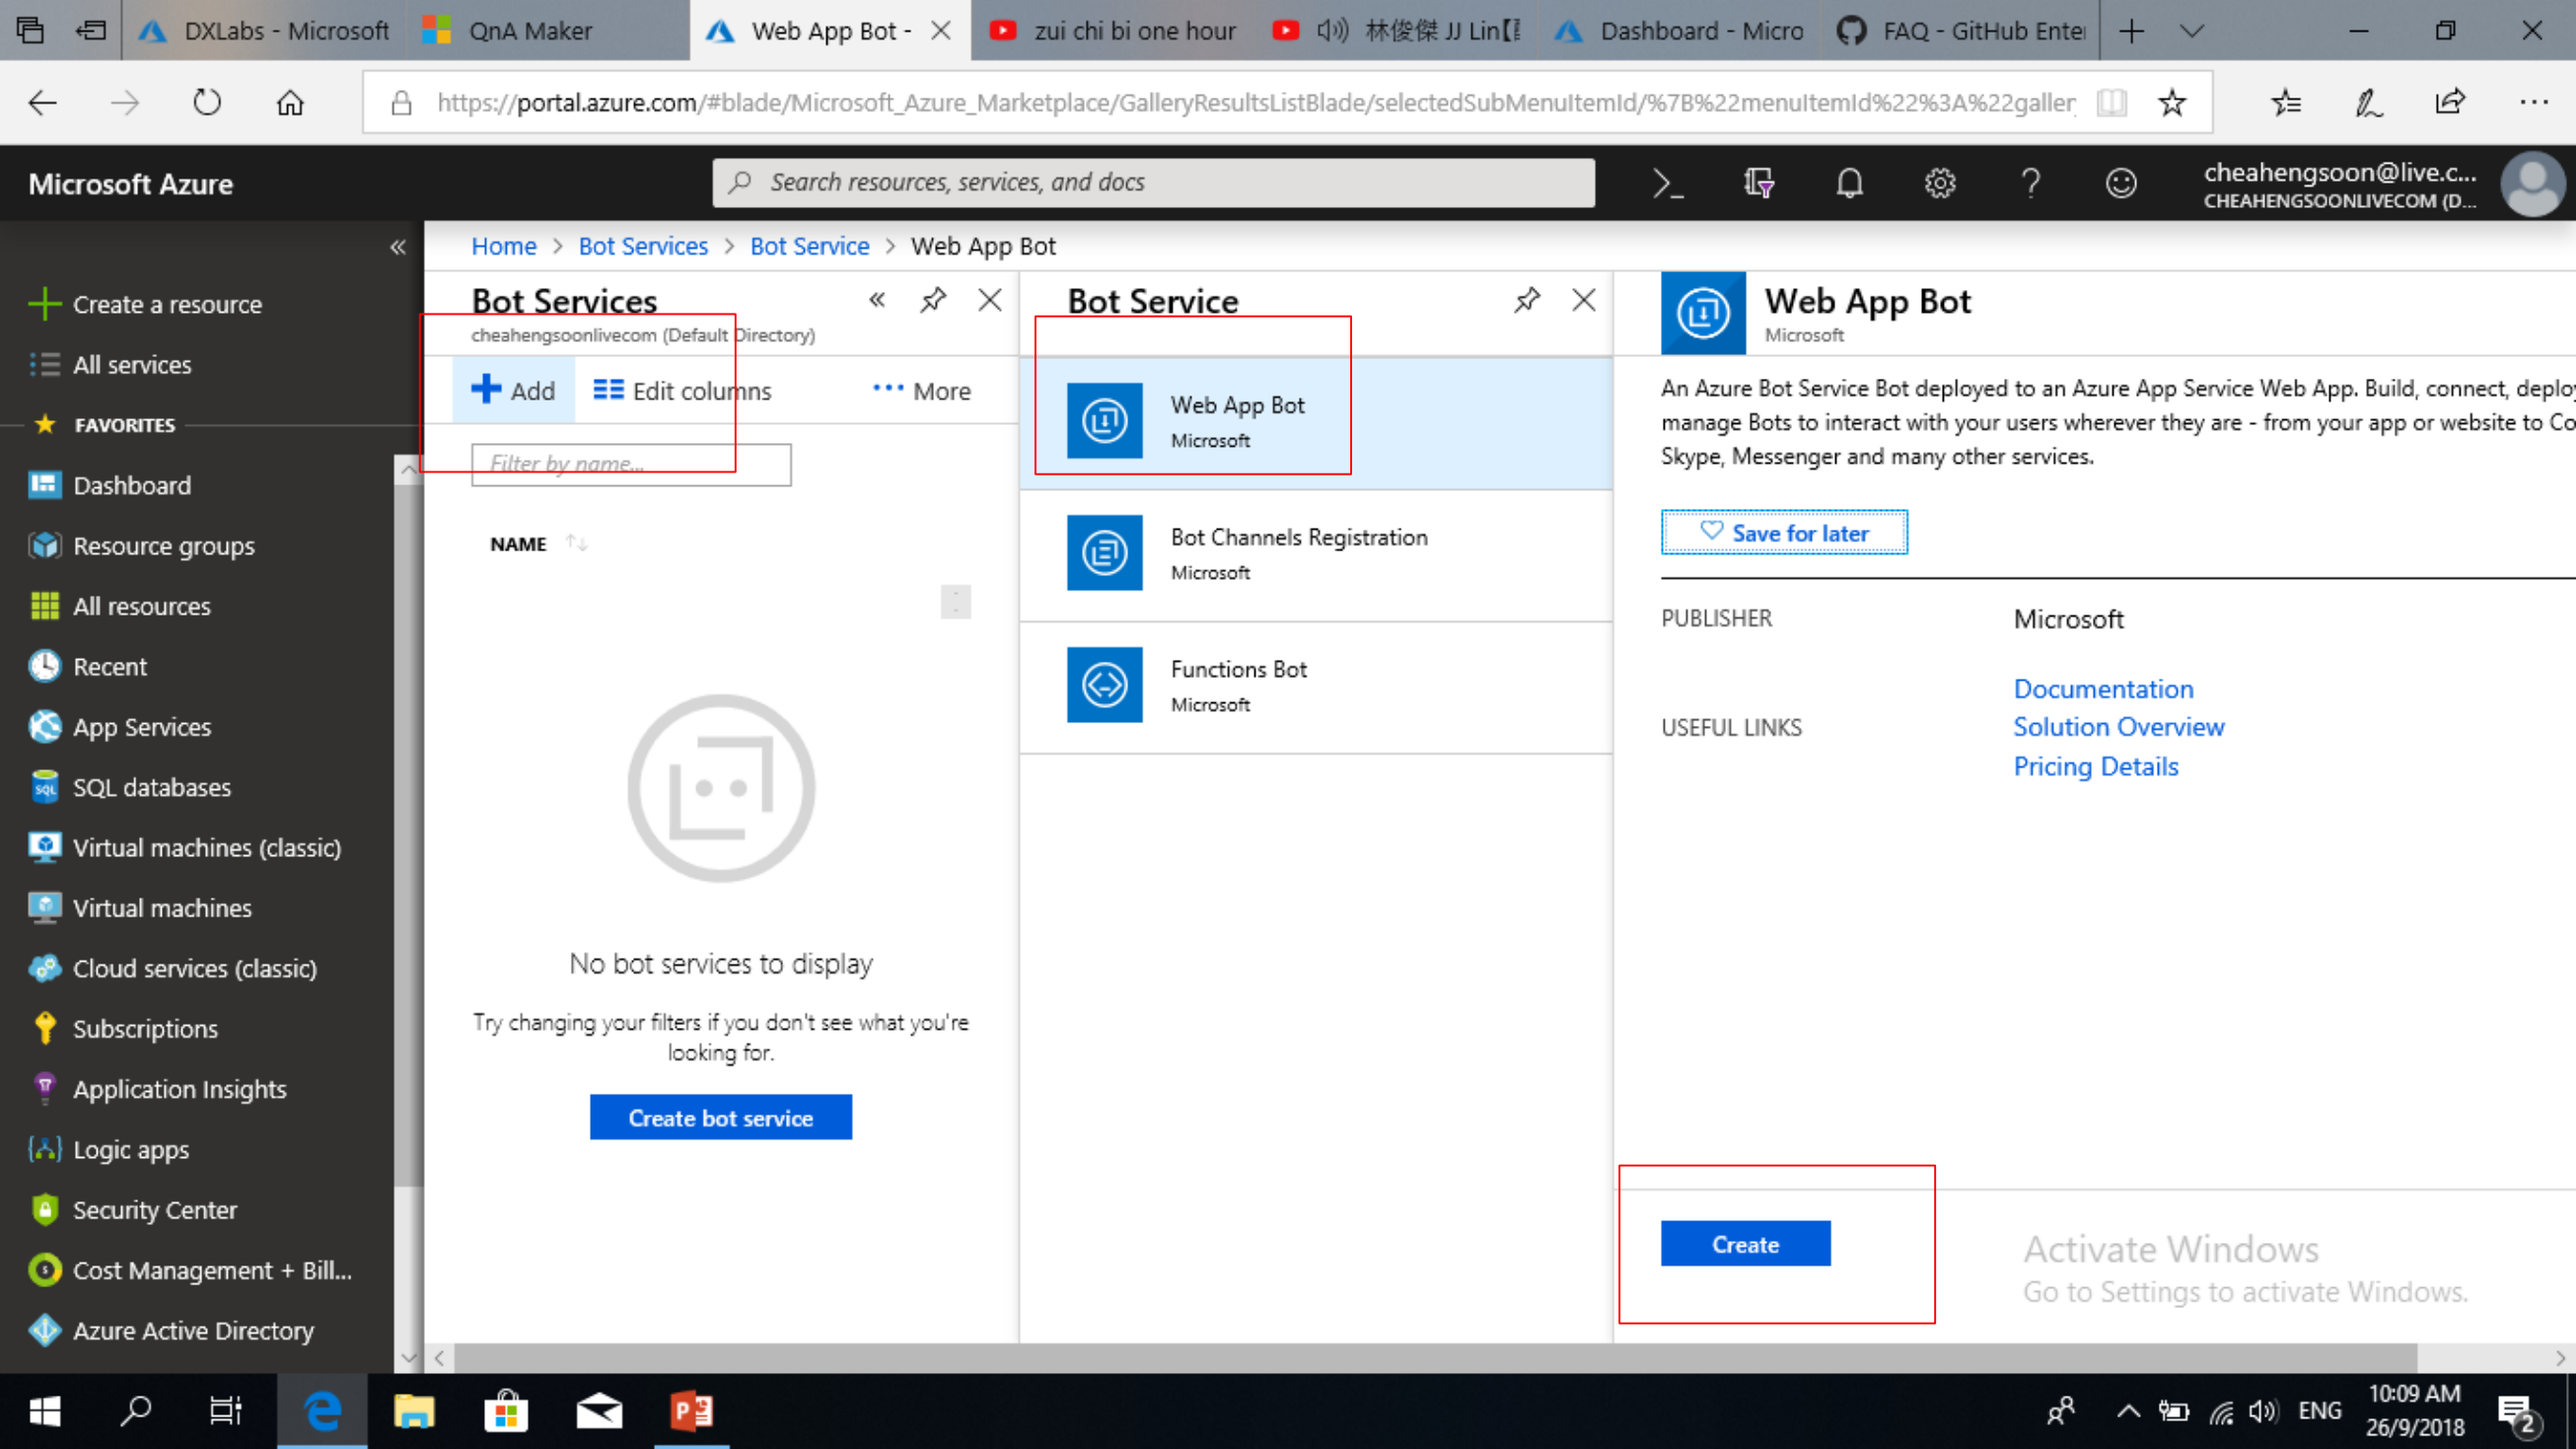 DXLabs - Microsoft
QnA Maker
Web App Bot -
zui chi bi one hour
林俊傑 JJ Lin
Dashboard - Micro
FAQ - GitHub Enter
https://portal.azure.com/#blade/Microsoft_Azure_Marketplace/GalleryResultsListBlade/selectedSubMenuItemId/%7B%22menuItemId%22%3A%22galler
Microsoft Azure
Search resources, services, and docs
cheahengsoon@live.c...
CHEAHENGSOONLIVECOM (D...
Home > Bot Services > Bot Service > Web App Bot
Create a resource
All services
FAVORITES
Dashboard
Resource groups
All resources
Recent
App Services
SQL databases
Virtual machines (classic)
Virtual machines
Cloud services (classic)
Subscriptions
Application Insights
Logic apps
Security Center
Cost Management + Bill...
Azure Active Directory
Bot Services
cheahengsoonlivecom (Default Directory)
Add
Edit columns
More
Filter by name...
NAME
No bot services to display
Try changing your filters if you don't see what you're
looking for.
Create bot service
Bot Service
Web App Bot
Microsoft
Bot Channels Registration
Microsoft
Functions Bot
Microsoft
Web App Bot
Microsoft
An Azure Bot Service Bot deployed to an Azure App Service Web App. Build, connect, deploy
manage Bots to interact with your users wherever they are - from your app or website to Co
Skype, Messenger and many other services.
Save for later
PUBLISHER
Microsoft
USEFUL LINKS
Documentation
Solution Overview
Pricing Details
Create
Activate Windows
Go to Settings to activate Windows.
ENG
10:09 AM
26/9/2018
2